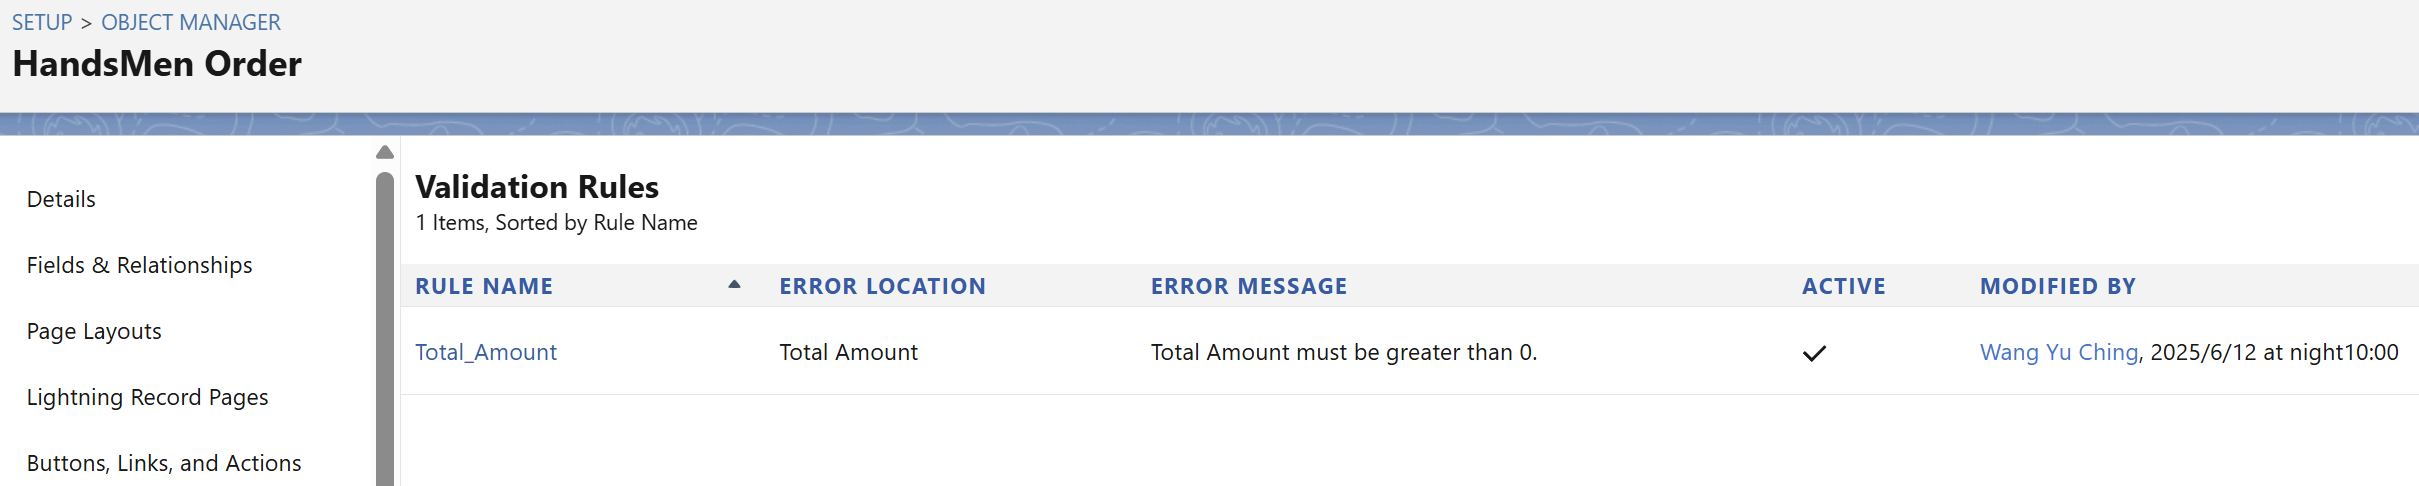 SETUP > OBJECT MANAGER
HandsMen Order
Details
Fields & Relationships
Page Layouts
Lightning Record Pages
Buttons, Links, and Actions
Validation Rules
1 Items, Sorted by Rule Name
RULE NAME ERROR LOCATION ERROR MESSAGE ACTIVE MODIFIED BY
Total_Amount Total Amount Total Amount must be greater than 0. Wang Yu Ching, 2025/6/12 at night10:00